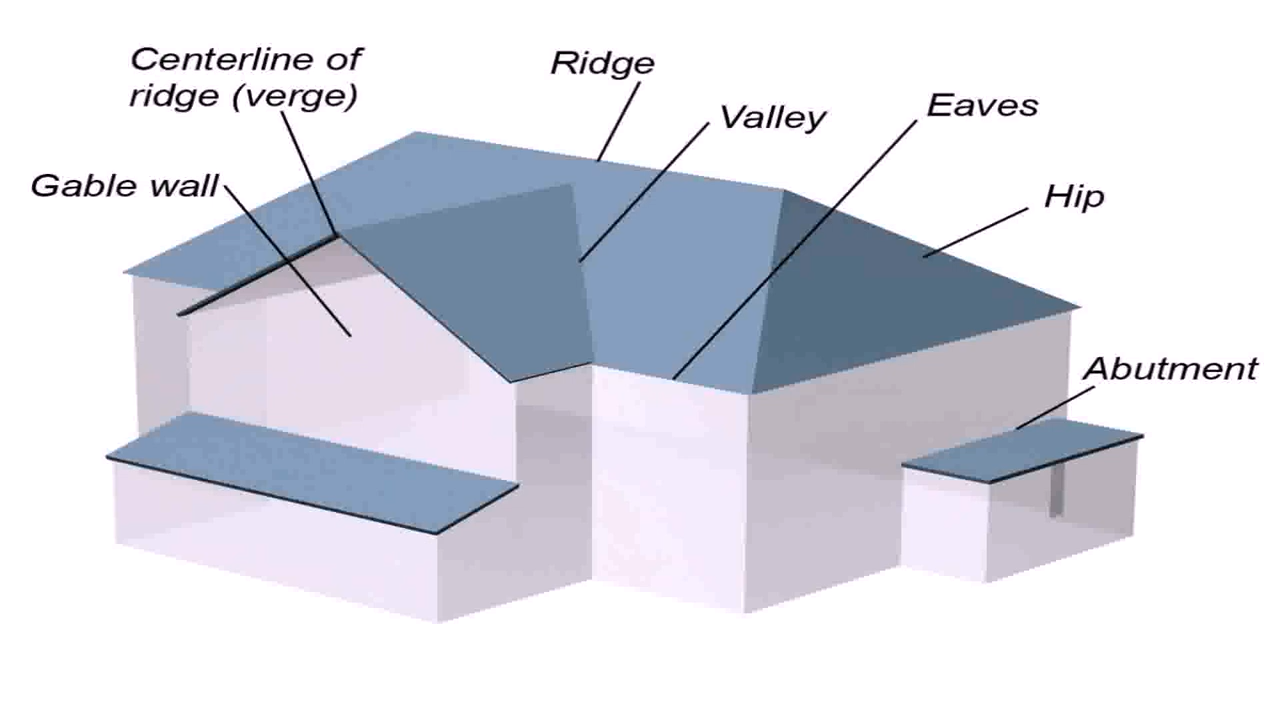 Centerline of
ridge (verge)
Ridge
Valley
Eaves
Gable wall
Hip
Abutment